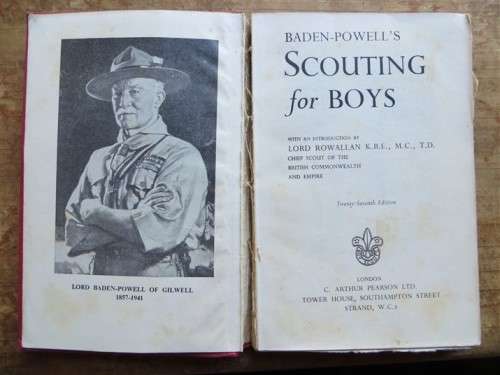 LORD BADEN-POWELL OF GILWELL
1857-1941
BADEN-POWELL'S
SCOUTING
for BOYS
WITH AN INTRODUCTION BY
LORD ROWALLAN K.B.E., M.C., T.D.
CHIEF SCOUT OF THE
BRITISH COMMONWEALTH
AND EMPIRE
Twenty-Seventh Edition
LONDON
C. ARTHUR PEARSON LTD.
TOWER HOUSE, SOUTHAMPTON STREET
STRAND, W.C.2